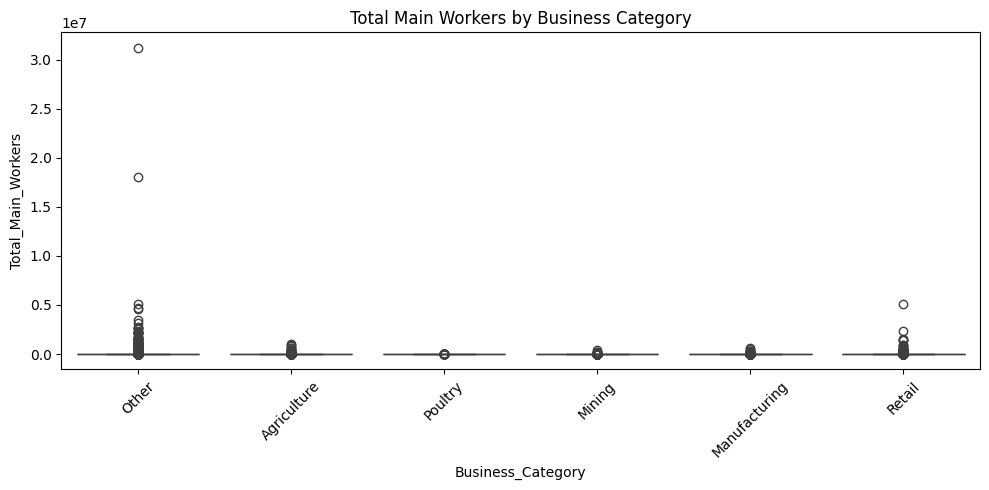 Total Main Workers by Business Category
1e7
3.0
2.5
2.0
1.5
1.0
0.5
0.0
Total_Main_Workers
Other
Agriculture
Poultry
Mining
Manufacturing
Retail
Business_Category